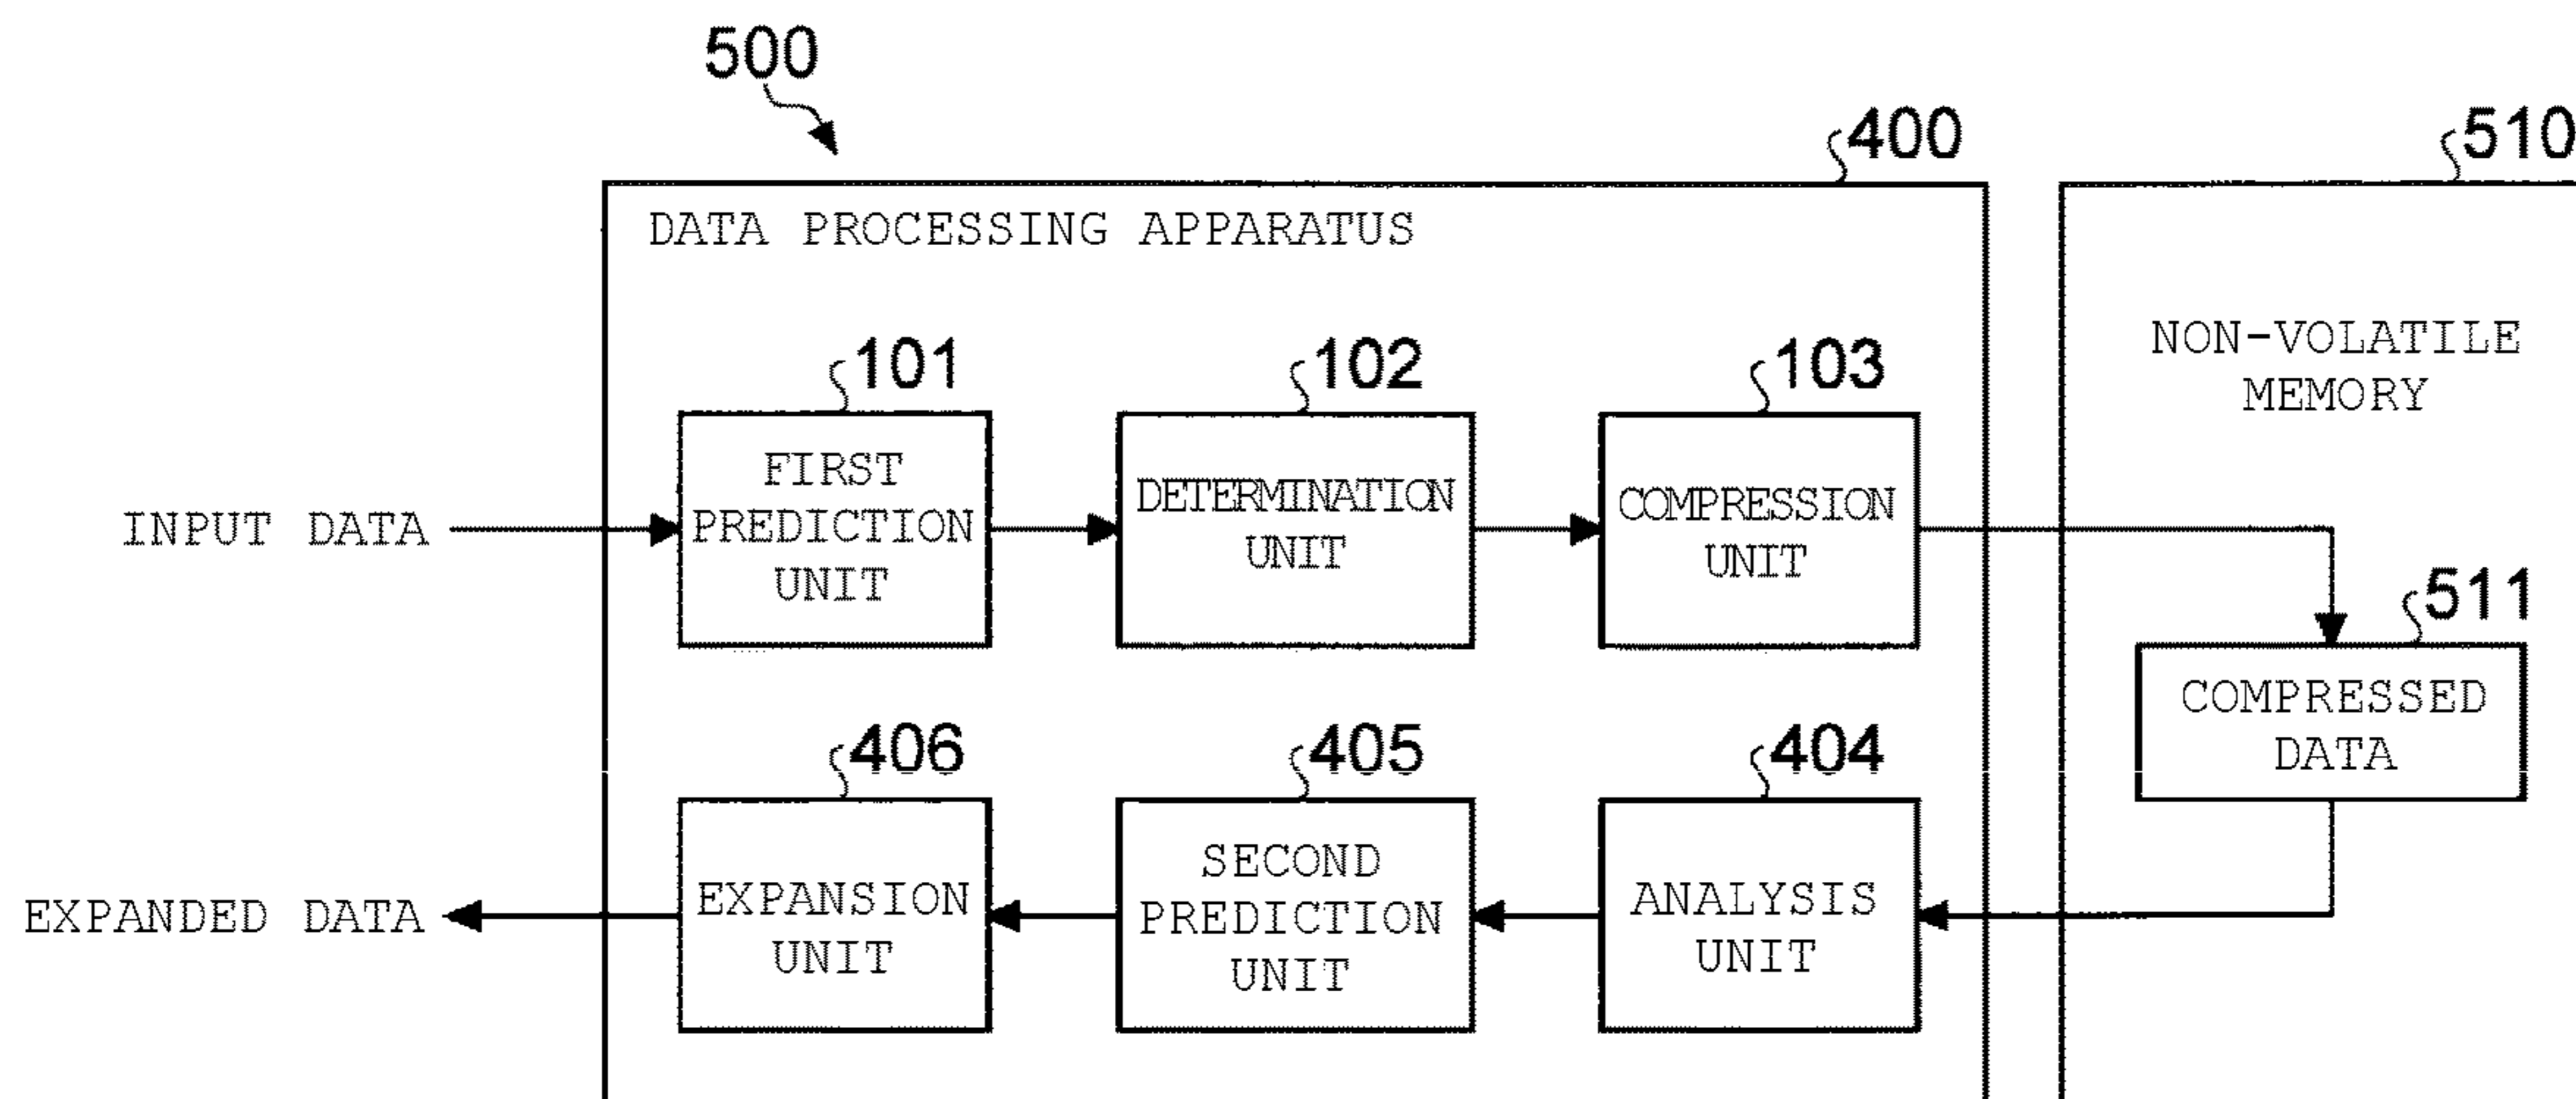 500
400
510
DATA PROCESSING APPARATUS
NON-VOLATILE
MEMORY
101
102
103
FIRST
PREDICTION
UNIT
DETERMINATION
UNIT
COMPRESSION
UNIT
INPUT DATA
511
COMPRESSED
DATA
406
405
404
EXPANSION
UNIT
SECOND
PREDICTION
UNIT
ANALYSIS
UNIT
EXPANDED DATA